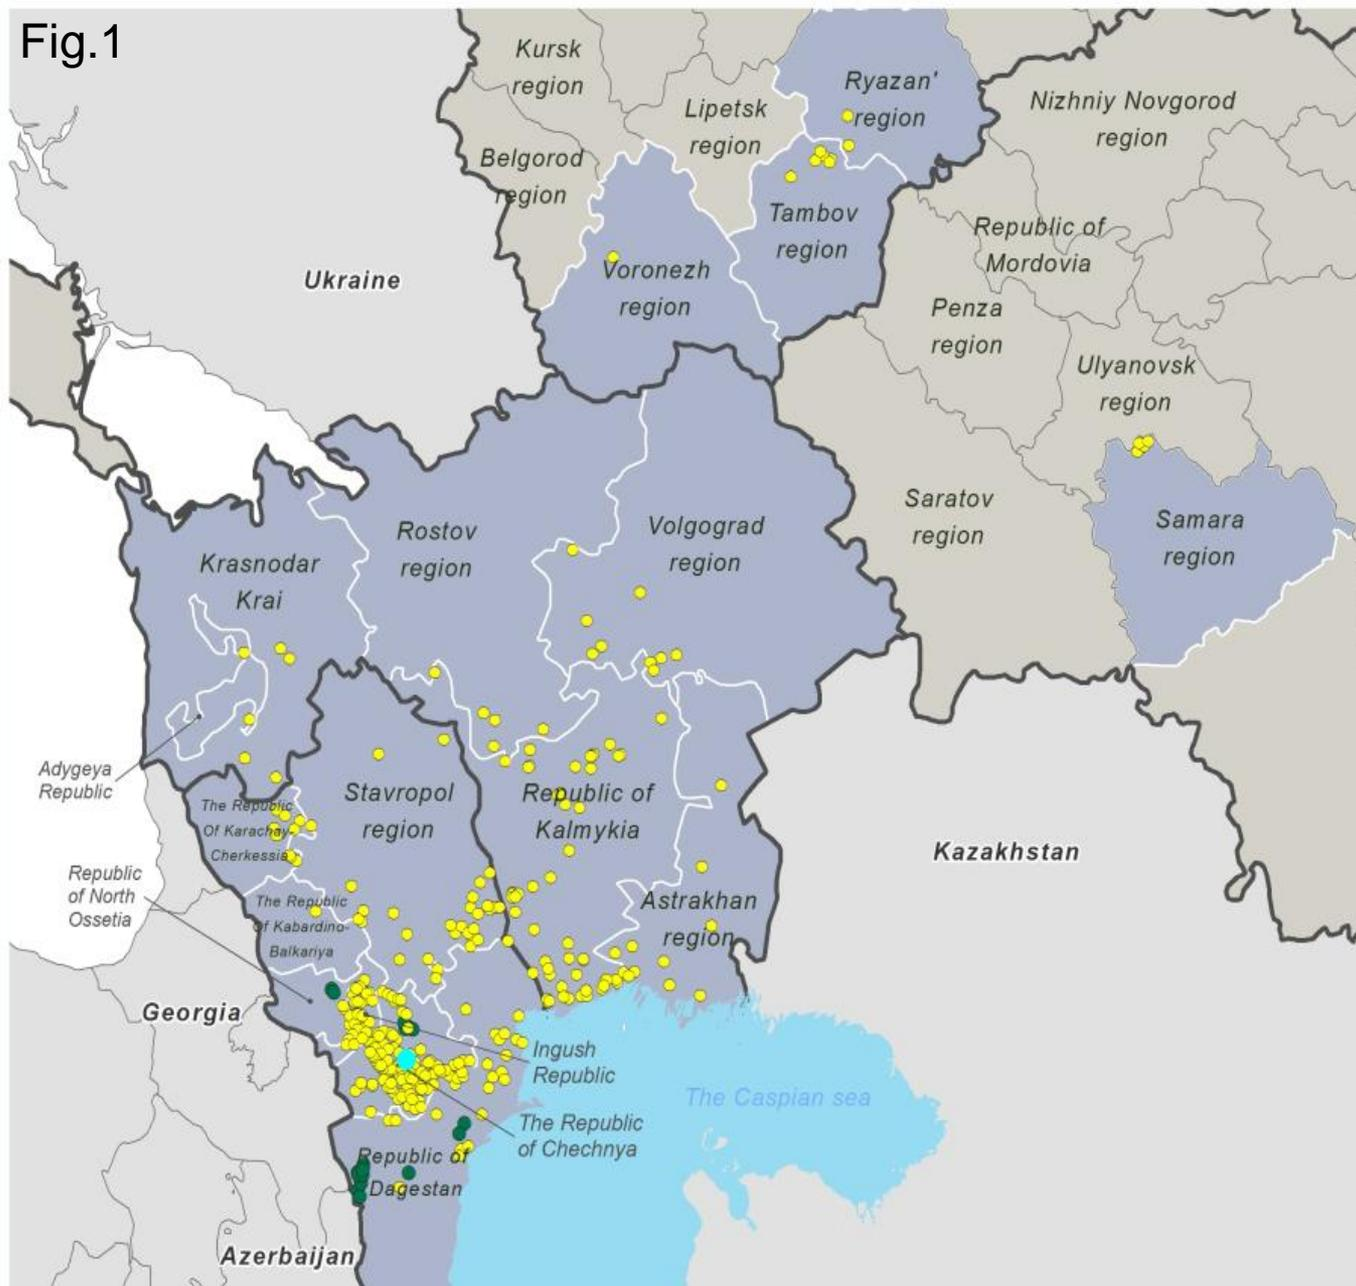 Fig.1
Kursk
region
Ryazan'
region
Lipetsk
region
Nizhniy Novgorod
region
Belgorod
region
Tambov
region
Republic of
Mordovia
Voronezh
region
Ukraine
Penza
region
Ulyanovsk
region
Saratov
region
Samara
region
Rostov
region
Volgograd
region
Krasnodar
Krai
Adygeya
Republic
The Republic
Of Karachay-
Cherkessia
Stavropol
region
Republic of
Kalmykia
Kazakhstan
Republic
of North
Ossetia
The Republic
Of Kabardino-
Balkariya
Astrakhan
region
Georgia
Ingush
Republic
The Caspian sea
The Republic
of Chechnya
Republic of
Dagestan
Azerbaijan